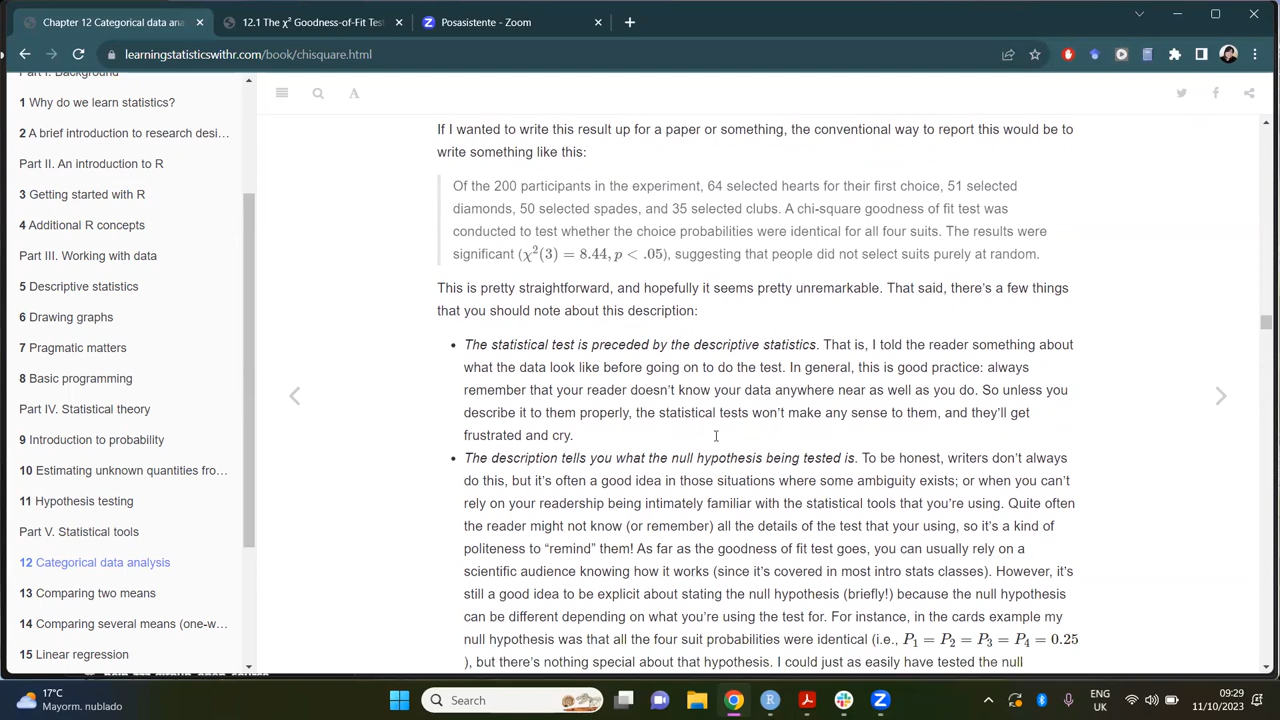 Chapter 12 Categorical data ana
12.1 The χ² Goodness-of-Fit Test
Posasistente - Zoom
learningstatisticswithr.com/book/chisquare.html
Part I. Background
1 Why do we learn statistics?
2 A brief introduction to research desi...
Part II. An introduction to R
3 Getting started with R
4 Additional R concepts
Part III. Working with data
5 Descriptive statistics
6 Drawing graphs
7 Pragmatic matters
8 Basic programming
Part IV. Statistical theory
9 Introduction to probability
10 Estimating unknown quantities fro...
11 Hypothesis testing
Part V. Statistical tools
12 Categorical data analysis
13 Comparing two means
14 Comparing several means (one-w...
15 Linear regression
A
If I wanted to write this result up for a paper or something, the conventional way to report this would be to
write something like this:
Of the 200 participants in the experiment, 64 selected hearts for their first choice, 51 selected
diamonds, 50 selected spades, and 35 selected clubs. A chi-square goodness of fit test was
conducted to test whether the choice probabilities were identical for all four suits. The results were
significant (χ²(3) = 8.44, p < .05), suggesting that people did not select suits purely at random.
This is pretty straightforward, and hopefully it seems pretty unremarkable. That said, there's a few things
that you should note about this description:
• The statistical test is preceded by the descriptive statistics. That is, I told the reader something about
what the data look like before going on to do the test. In general, this is good practice: always
remember that your reader doesn't know your data anywhere near as well as you do. So unless you
describe it to them properly, the statistical tests won't make any sense to them, and they'll get
frustrated and cry.
• The description tells you what the null hypothesis being tested is. To be honest, writers don't always
do this, but it's often a good idea in those situations where some ambiguity exists; or when you can't
rely on your readership being intimately familiar with the statistical tools that you're using. Quite often
the reader might not know (or remember) all the details of the test that your using, so it's a kind of
politeness to “remind” them! As far as the goodness of fit test goes, you can usually rely on a
scientific audience knowing how it works (since it's covered in most intro stats classes). However, it's
still a good idea to be explicit about stating the null hypothesis (briefly!) because the null hypothesis
can be different depending on what you're using the test for. For instance, in the cards example my
null hypothesis was that all the four suit probabilities were identical (i.e., P₁ = P₂ = P₃ = P₄ = 0.25
), but there's nothing special about that hypothesis. I could just as easily have tested the null
17°C
Mayorm. nublado
Search
ENG
UK
09:29
11/10/2023